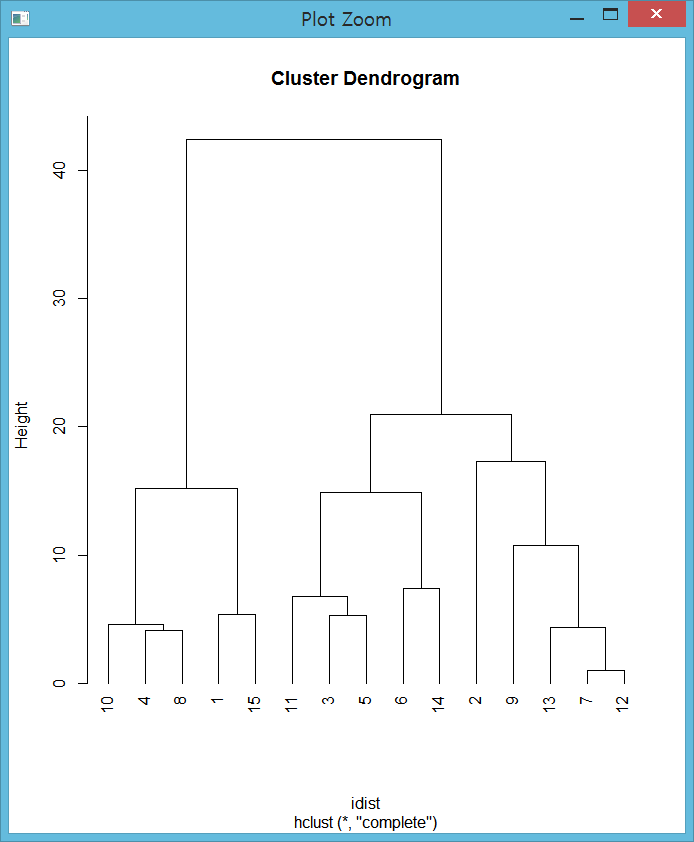 Plot Zoom
Cluster Dendrogram
Height
40
30
20
10
0
10 4 8 1 15 11 3 5 6 14 2 9 13 7 12
idist
hclust (*, "complete")